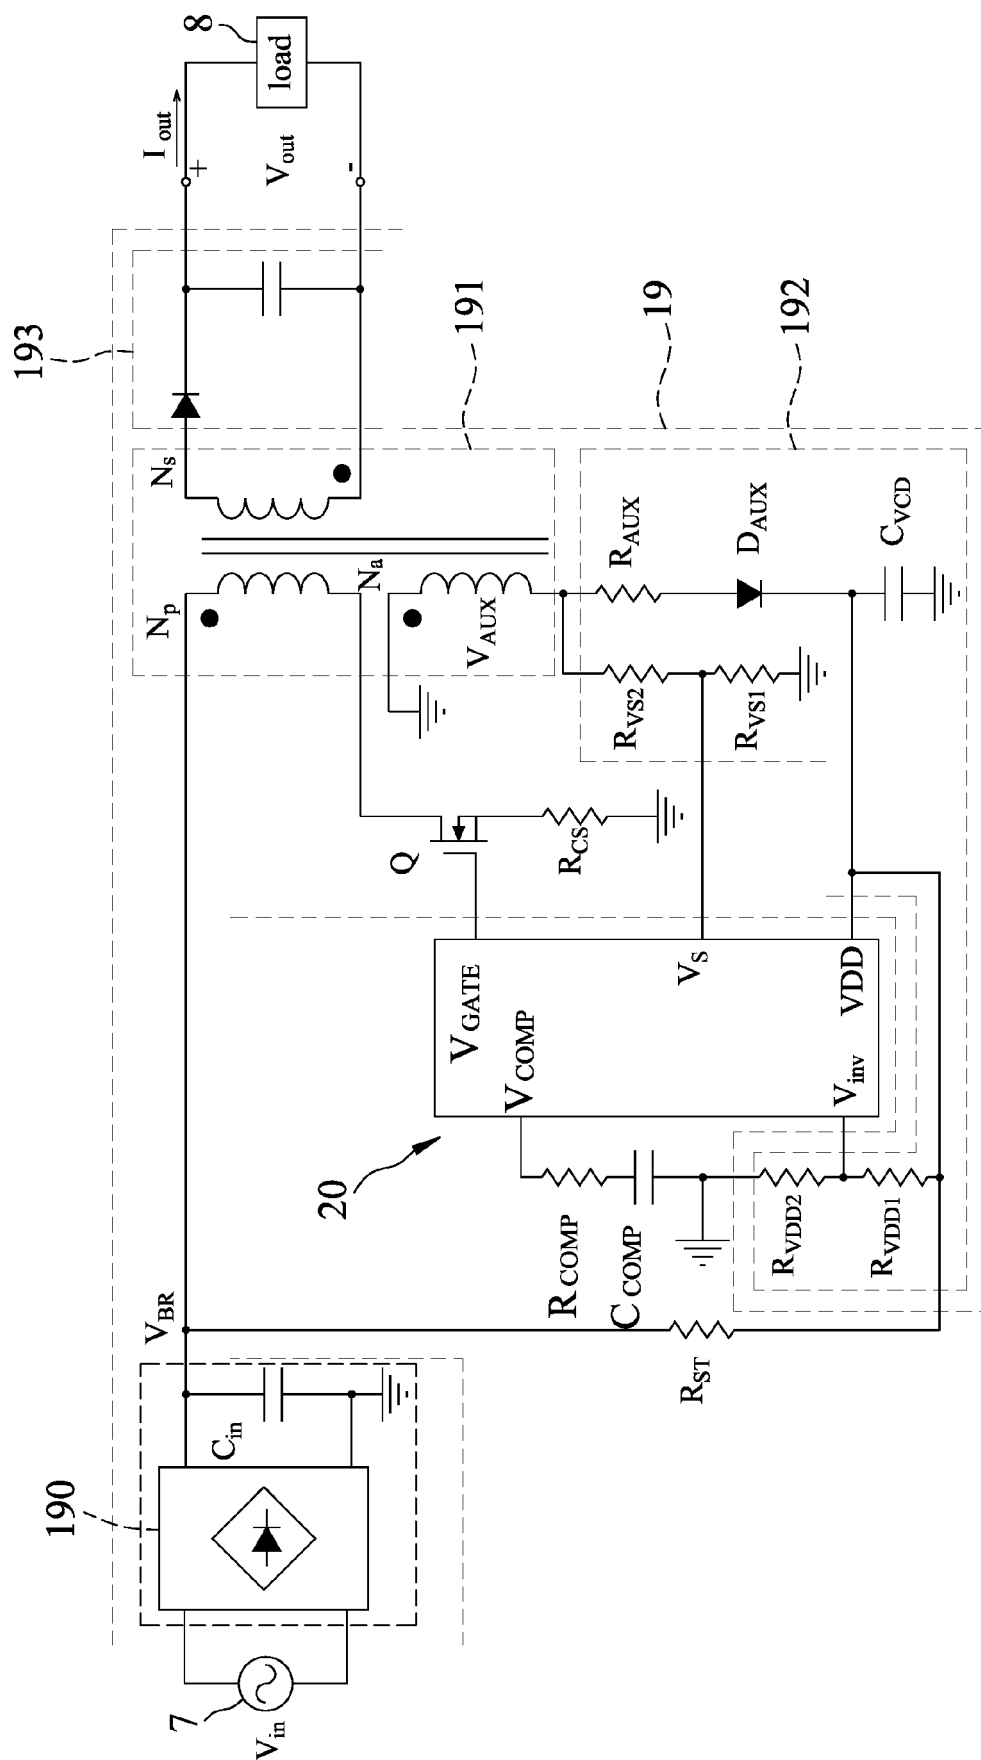 7
V_in
190
C_in
V_BR
R_ST
20
R_COMP
C_COMP
R_VDD2
R_VDD1
V_GATE
V_COMP
V_S
V_inv
VDD
Q
R_CS
N_p
N_s
N_a
V_AUX
R_VS2
R_VS1
R_AUX
D_AUX
C_VCD
193
191
19
192
I_out
+
V_out
-
load
8